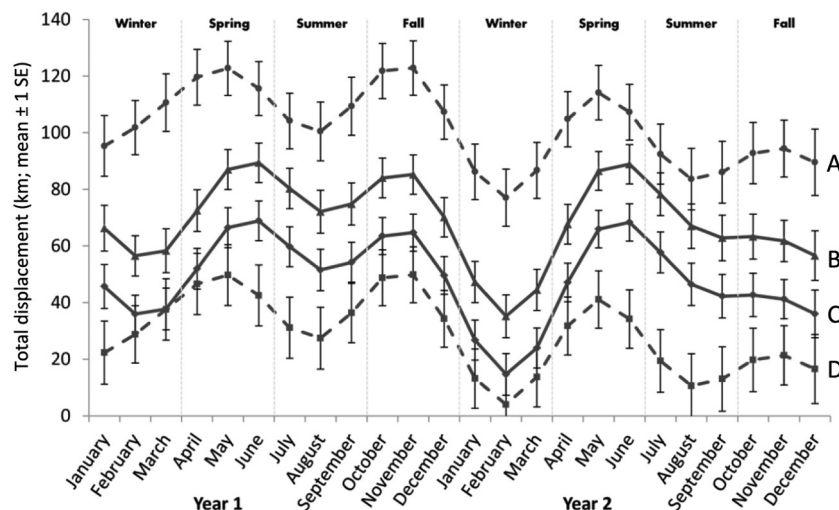 Total displacement (km; mean ± 1 SE)
140
120
100
80
60
40
20
0
Winter Spring Summer Fall Winter Spring Summer Fall
A
B
C
D
January February March April May June July August September October November December January February March April May June July August September October November December
Year 1 Year 2